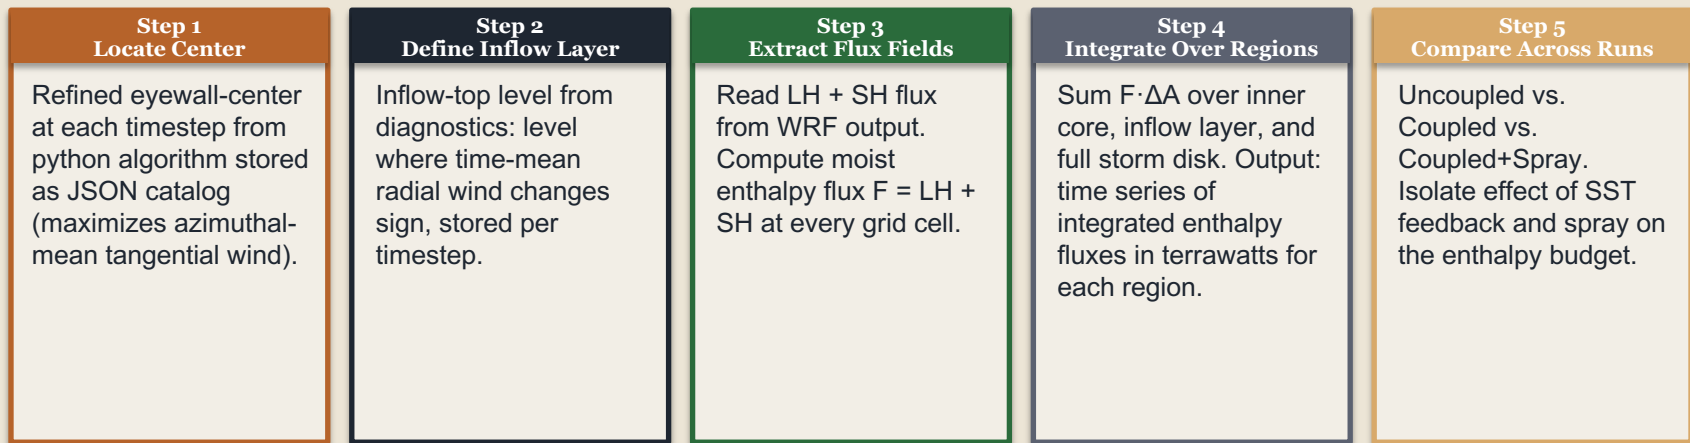 Step 1
Locate Center
Refined eyewall-center
at each timestep from
python algorithm stored
as JSON catalog
(maximizes azimuthal-
mean tangential wind).
Step 2
Define Inflow Layer
Inflow-top level from
diagnostics: level
where time-mean
radial wind changes
sign, stored per
timestep.
Step 3
Extract Flux Fields
Read LH + SH flux
from WRF output.
Compute moist
enthalpy flux F = LH +
SH at every grid cell.
Step 4
Integrate Over Regions
Sum F·ΔA over inner
core, inflow layer, and
full storm disk. Output:
time series of
integrated enthalpy
fluxes in terrawatts for
each region.
Step 5
Compare Across Runs
Uncoupled vs.
Coupled vs.
Coupled+Spray.
Isolate effect of SST
feedback and spray on
the enthalpy budget.